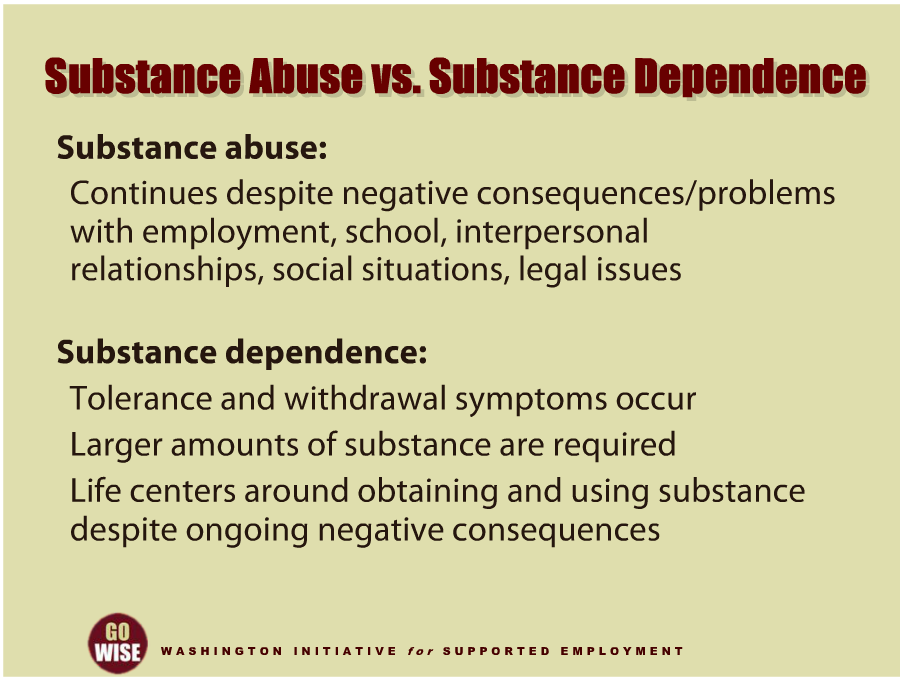 Substance Abuse vs. Substance Dependence
Substance abuse:
Continues despite negative consequences/problems
with employment, school, interpersonal
relationships, social situations, legal issues
Substance dependence:
Tolerance and withdrawal symptoms occur
Larger amounts of substance are required
Life centers around obtaining and using substance
despite ongoing negative consequences
GO
WISE
WASHINGTON INITIATIVE for SUPPORTED EMPLOYMENT